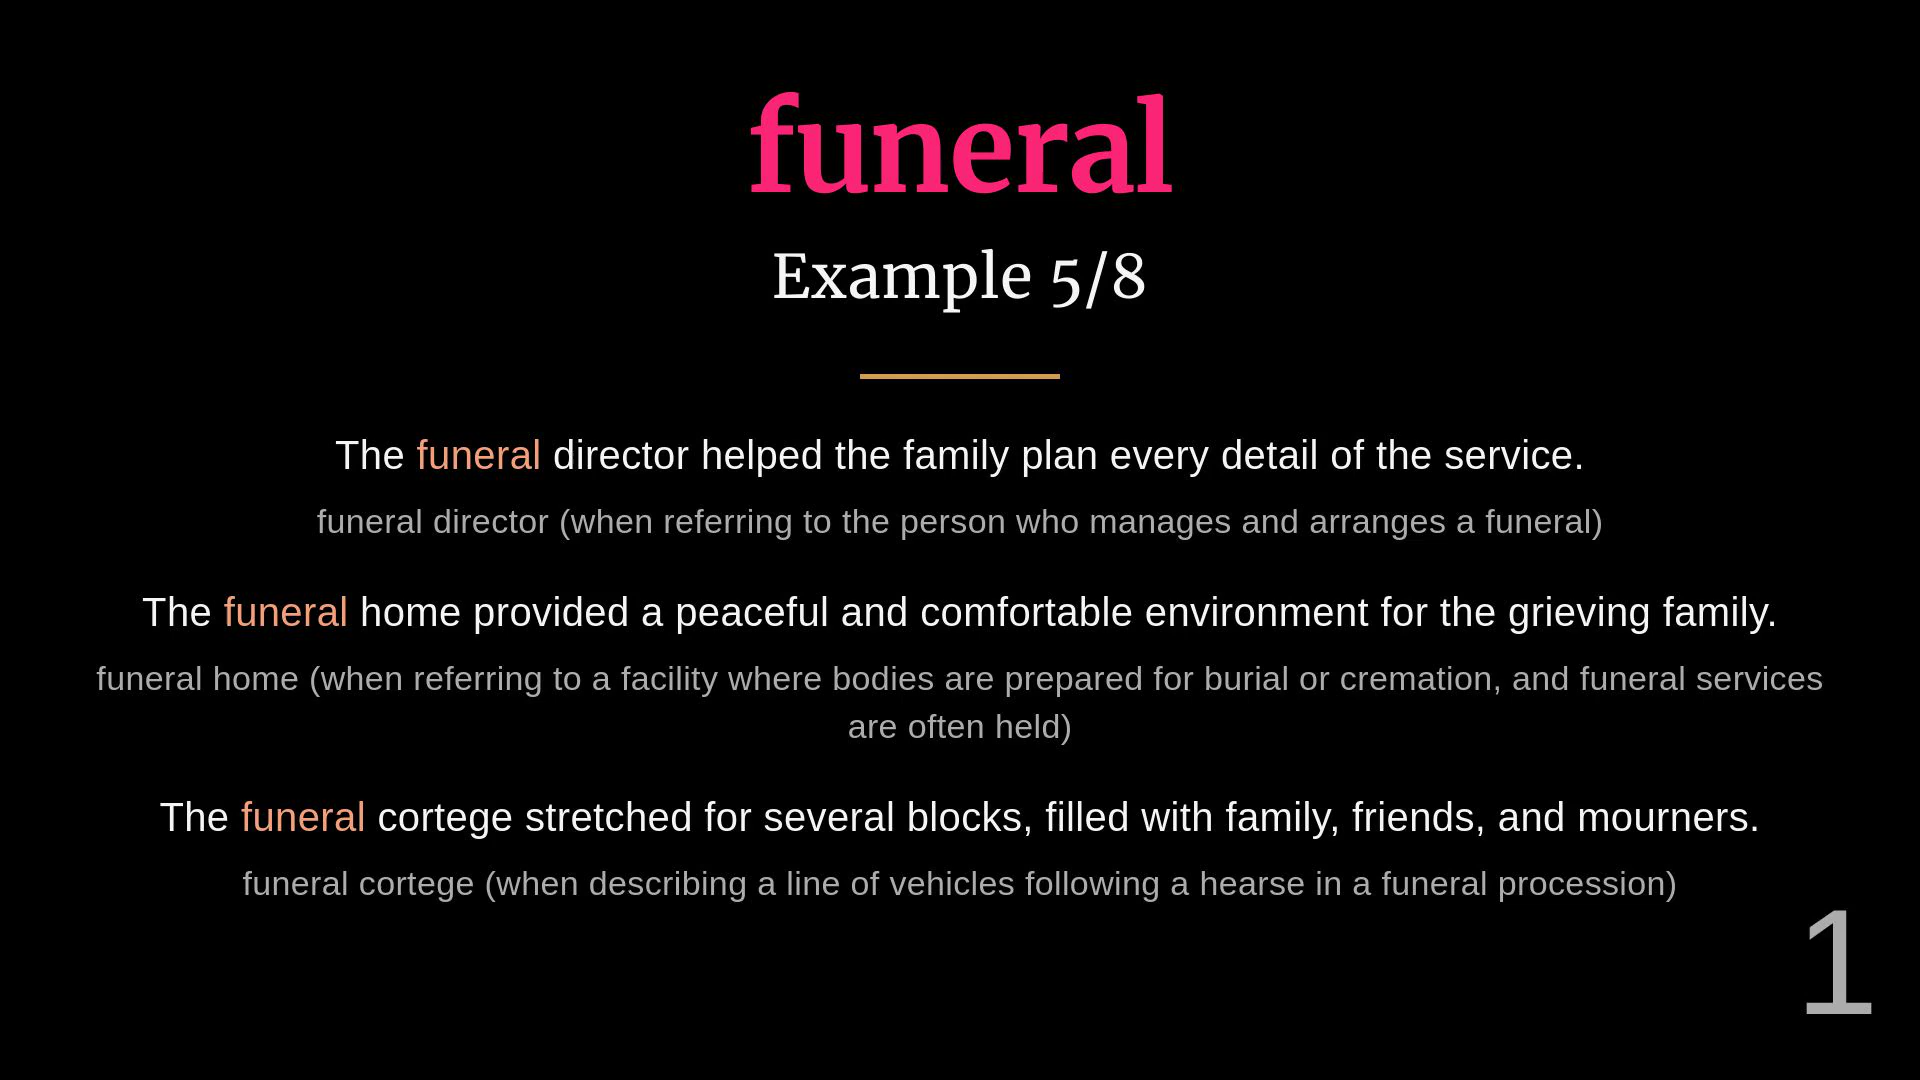 funeral
Example 5/8
The funeral director helped the family plan every detail of the service.
funeral director (when referring to the person who manages and arranges a funeral)
The funeral home provided a peaceful and comfortable environment for the grieving family.
funeral home (when referring to a facility where bodies are prepared for burial or cremation, and funeral services
are often held)
The funeral cortege stretched for several blocks, filled with family, friends, and mourners.
funeral cortege (when describing a line of vehicles following a hearse in a funeral procession)
1